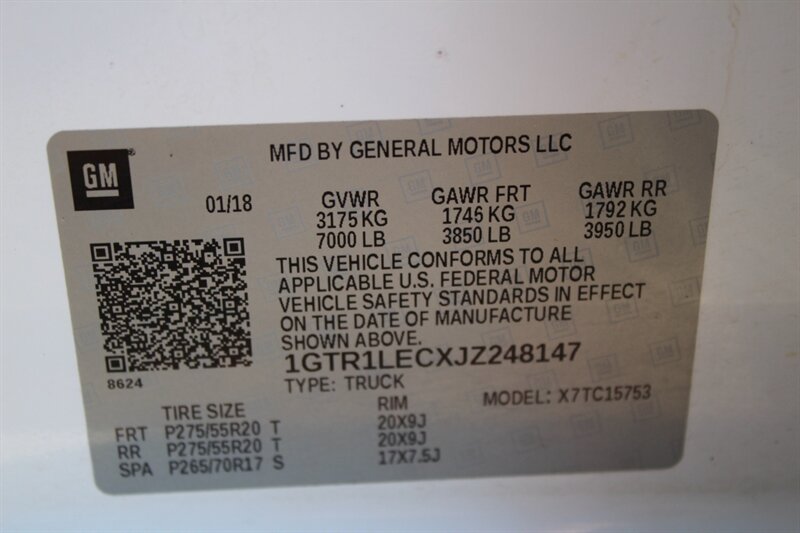 GM
MFD BY GENERAL MOTORS LLC
01/18 GVWR GAWR FRT GAWR RR
3175 KG 1746 KG 1792 KG
7000 LB 3850 LB 3950 LB
THIS VEHICLE CONFORMS TO ALL
APPLICABLE U.S. FEDERAL MOTOR
VEHICLE SAFETY STANDARDS IN EFFECT
ON THE DATE OF MANUFACTURE
SHOWN ABOVE.
1GTR1LECXJZ248147
8624
TYPE: TRUCK MODEL: X7TC15753
TIRE SIZE RIM
FRT P275/55R20 T 20X9J
RR P275/55R20 T 20X9J
SPA P265/70R17 S 17X7.5J